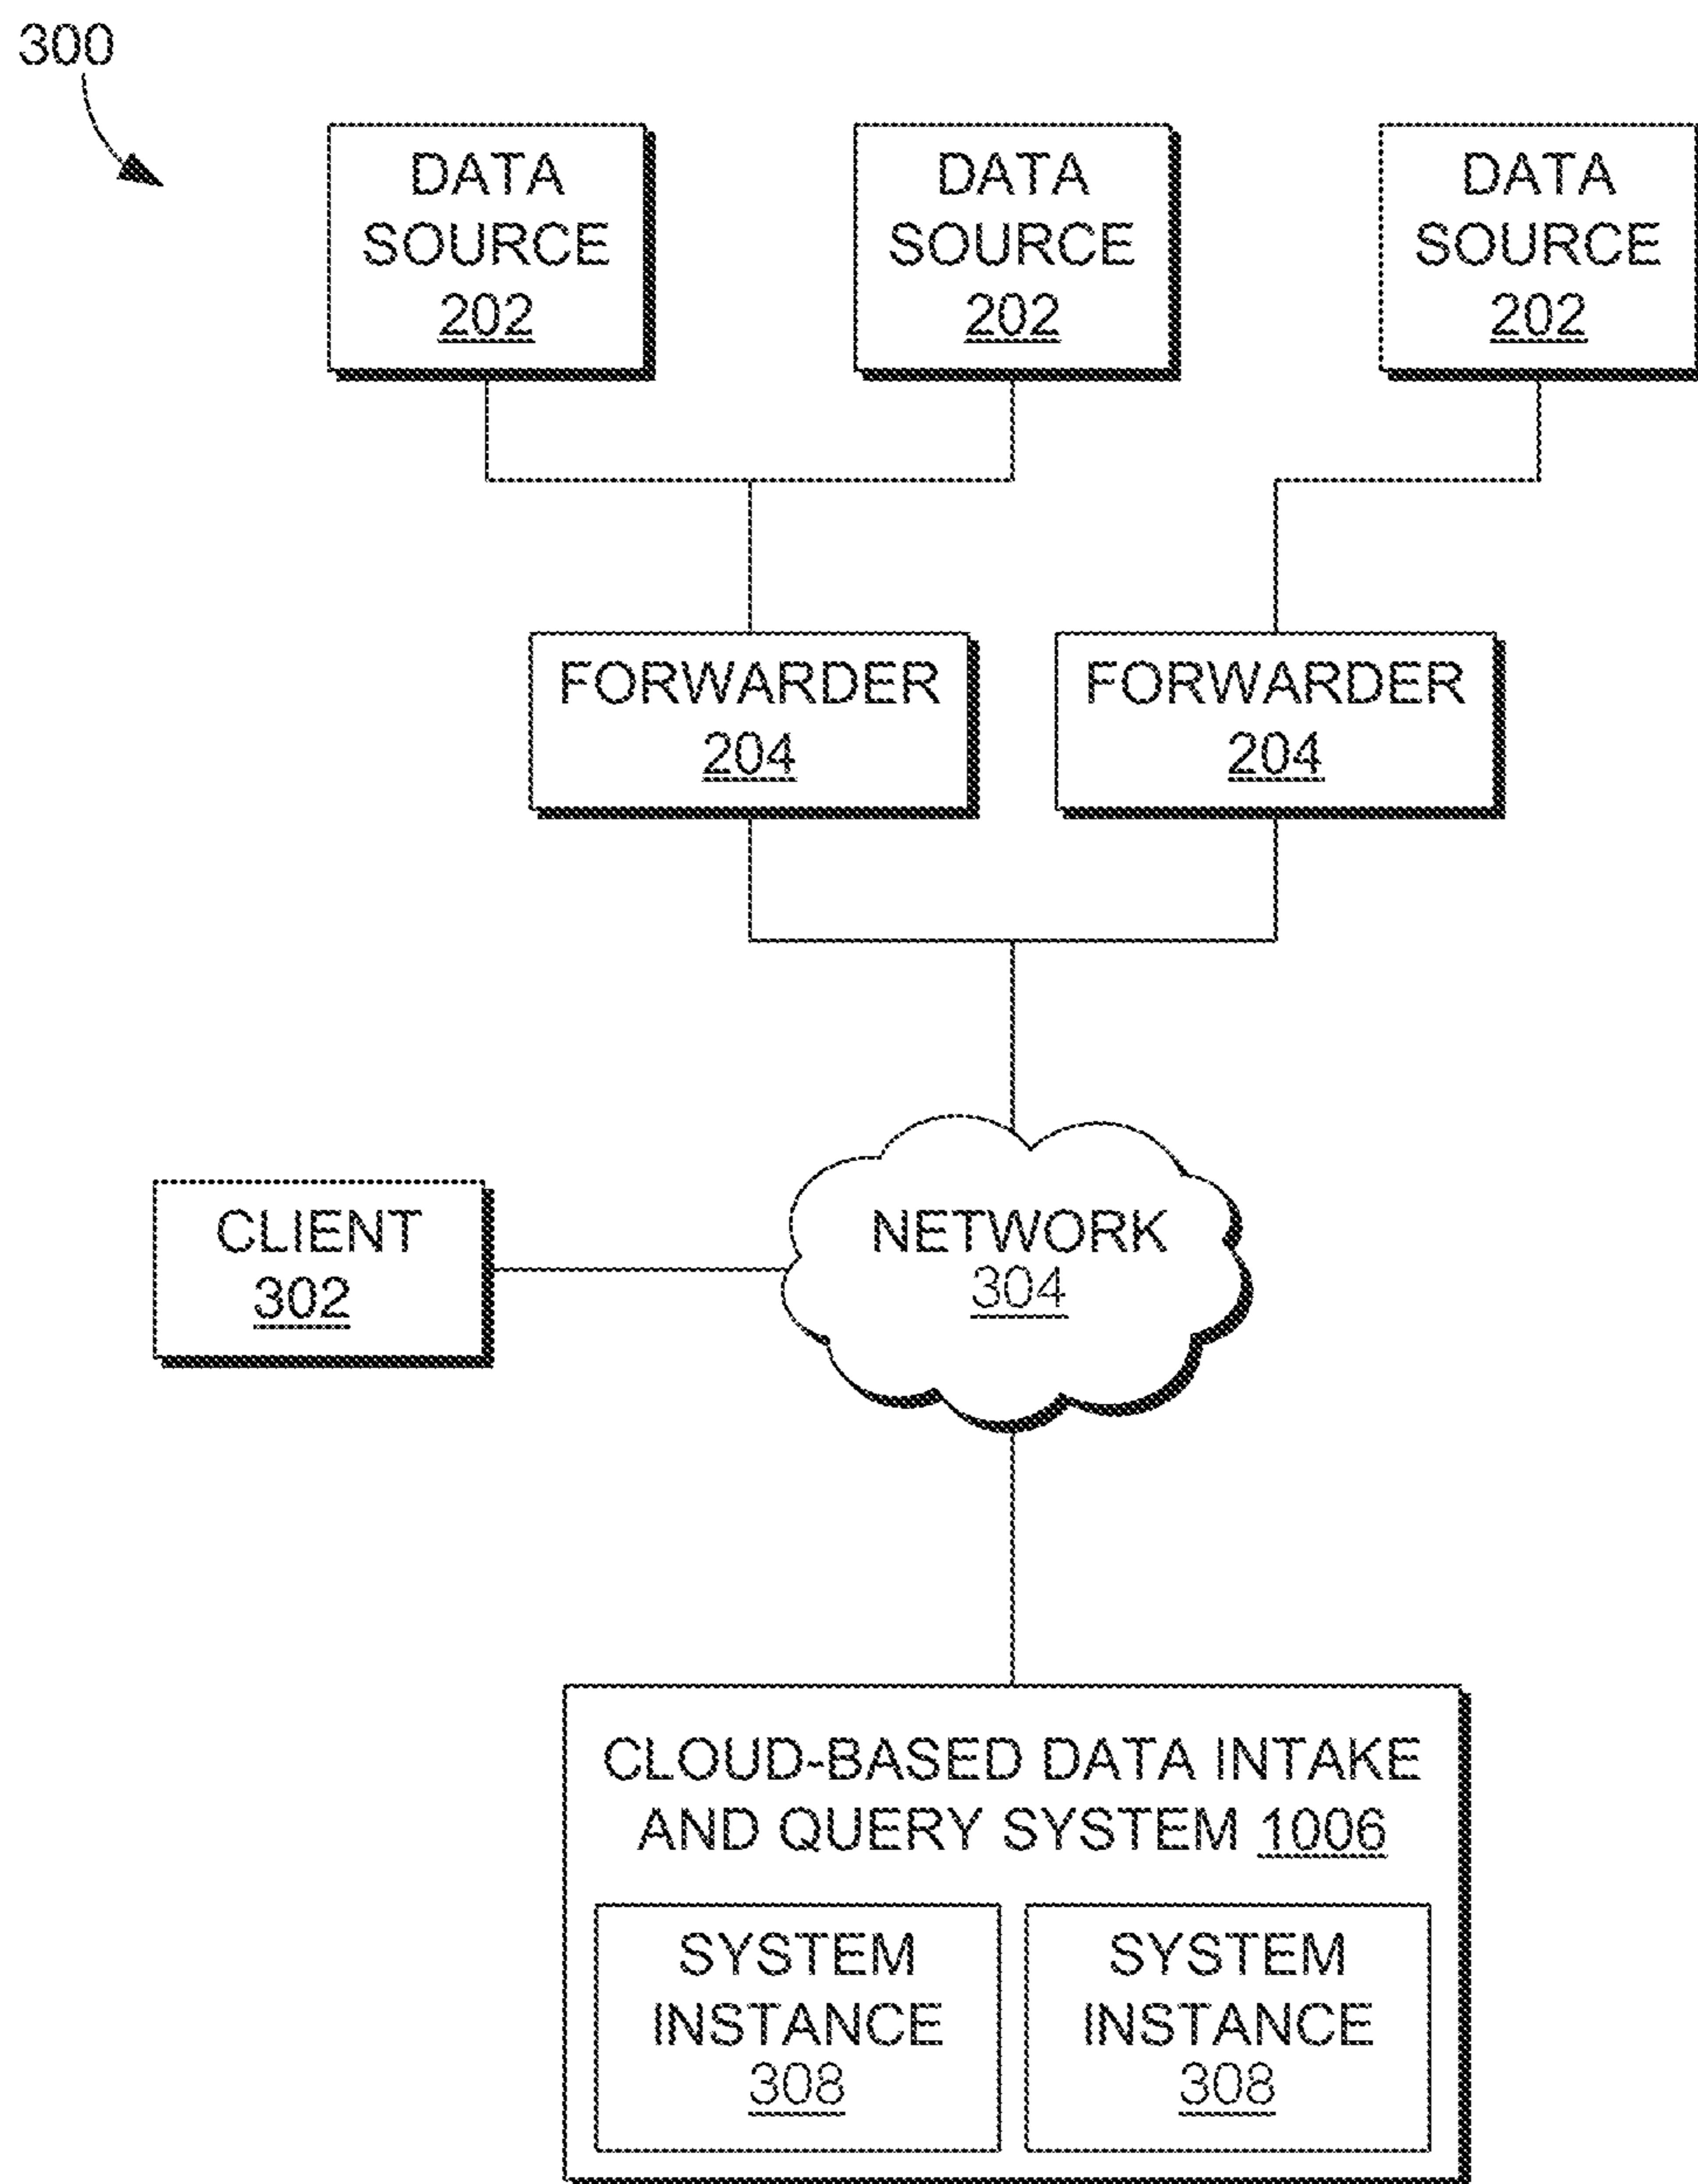 300
DATA
SOURCE
202
DATA
SOURCE
202
DATA
SOURCE
202
FORWARDER
204
FORWARDER
204
CLIENT
302
NETWORK
304
CLOUD-BASED DATA INTAKE
AND QUERY SYSTEM 1006
SYSTEM
INSTANCE
308
SYSTEM
INSTANCE
308